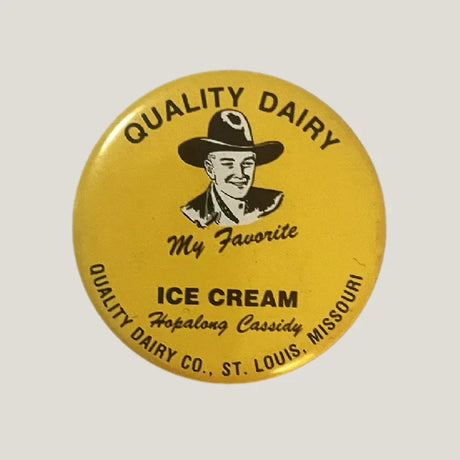 QUALITY DAIRY
My Favorite
ICE CREAM
Hopalong Cassidy
QUALITY DAIRY CO., ST. LOUIS, MISSOURI